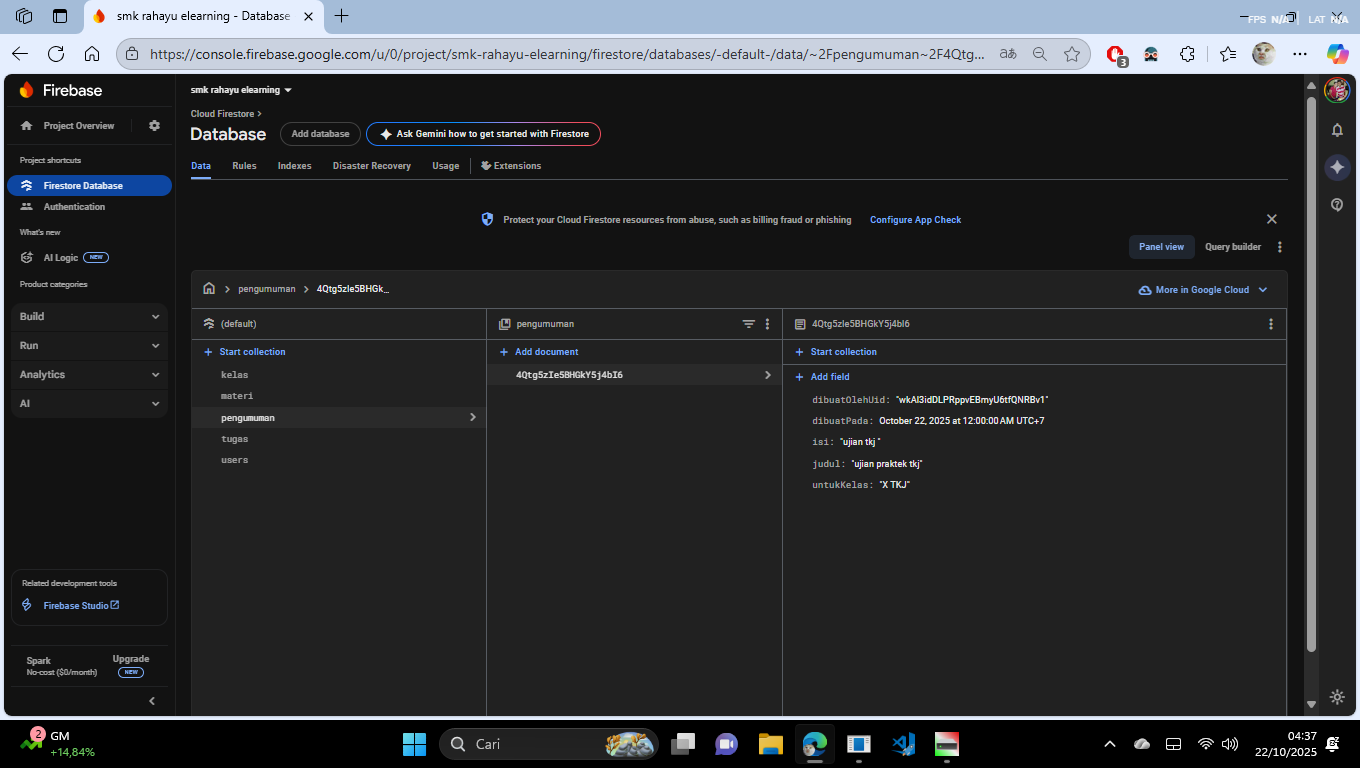 smk rahayu elearning - Database
FPS N/A LAT N/A
https://console.firebase.google.com/u/0/project/smk-rahayu-elearning/firestore/databases/-default-/data/~2Fpengumuman~2F4Qtg...
aあ
3
Firebase
Project Overview
Project shortcuts
Firestore Database
Authentication
What's new
AI Logic NEW
Product categories
Build
Run
Analytics
AI
Related development tools
Firebase Studio
Spark
No-cost ($0/month)
Upgrade
NEW
smk rahayu elearning
Cloud Firestore
Database
Add database
Ask Gemini how to get started with Firestore
Data Rules Indexes Disaster Recovery Usage Extensions
Protect your Cloud Firestore resources from abuse, such as billing fraud or phishing Configure App Check
Panel view Query builder
pengumuman 4Qtg5zIe5BHGk...
More in Google Cloud
(default)
Start collection
kelas
materi
pengumuman
tugas
users
pengumuman
Add document
4Qtg5zIe5BHGkY5j4bI6
4Qtg5zIe5BHGkY5j4bI6
Start collection
Add field
dibuatOlehUid: "wkAl3idDLPRppvEBmyU6tfQNRBv1"
dibuatPada: October 22, 2025 at 12:00:00 AM UTC+7
isi: "ujian tkj "
judul: "ujian praktek tkj"
untukKelas: "X TKJ"
2
GM
+14,84%
Cari
04:37
22/10/2025